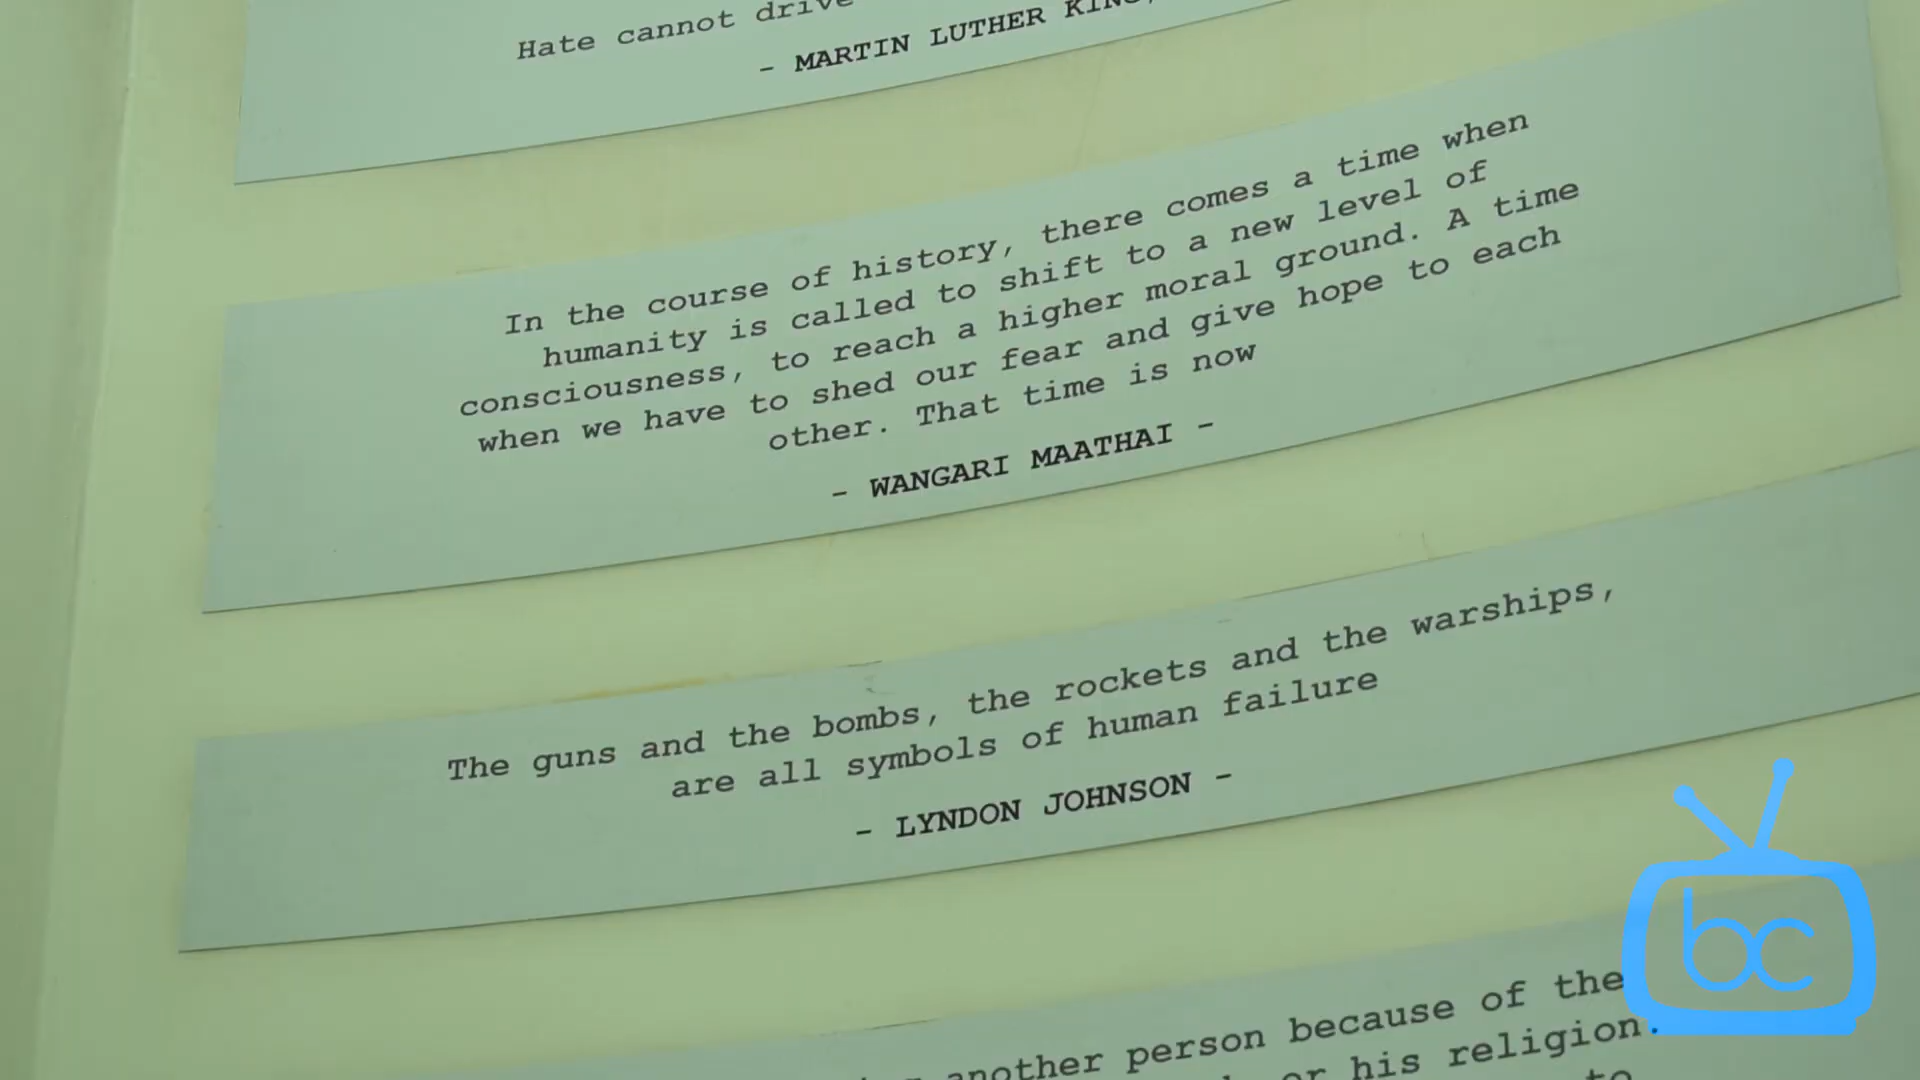 Hate cannot drive
- MARTIN LUTHER
In the course of history, there comes a time when
humanity is called to shift to a new level of
consciousness, to reach a higher moral ground. A time
when we have to shed our fear and give hope to each
other. That time is now
- WANGARI MAATHAI -
The guns and the bombs, the rockets and the warships,
are all symbols of human failure
- LYNDON JOHNSON -
another person because of the
or his religion.
to
bc